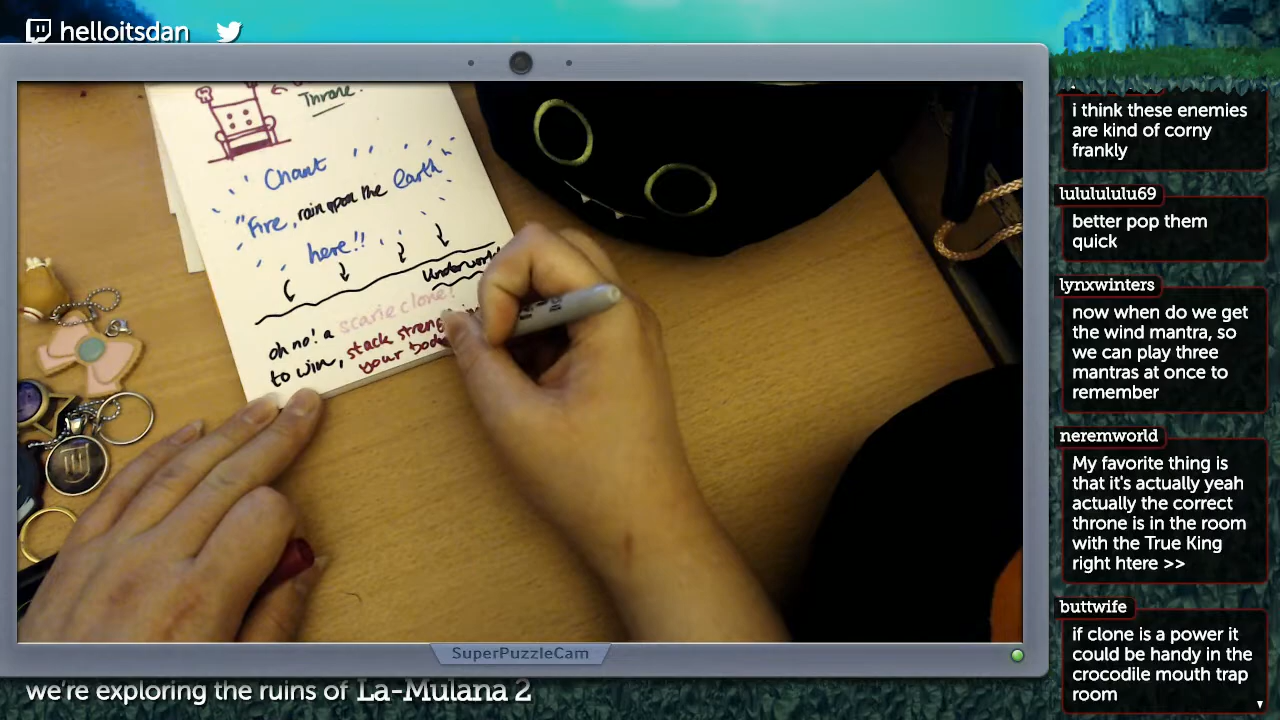 helloitsdan
Throne.
Chant
"Fire, rain upon the earth"
here!!
Underworld
oh no! a scarie clone!
to win, stack
your body
SuperPuzzleCam
we're exploring the ruins of La-Mulana 2
i think these enemies
are kind of corny
frankly
lulululululu69
better pop them
quick
lynxwinters
now when do we get
the wind mantra, so
we can play three
mantras at once to
remember
neremworld
My favorite thing is
that it's actually yeah
actually the correct
throne is in the room
with the True King
right htere >>
buttwife
if clone is a power it
could be handy in the
crocodile mouth trap
room